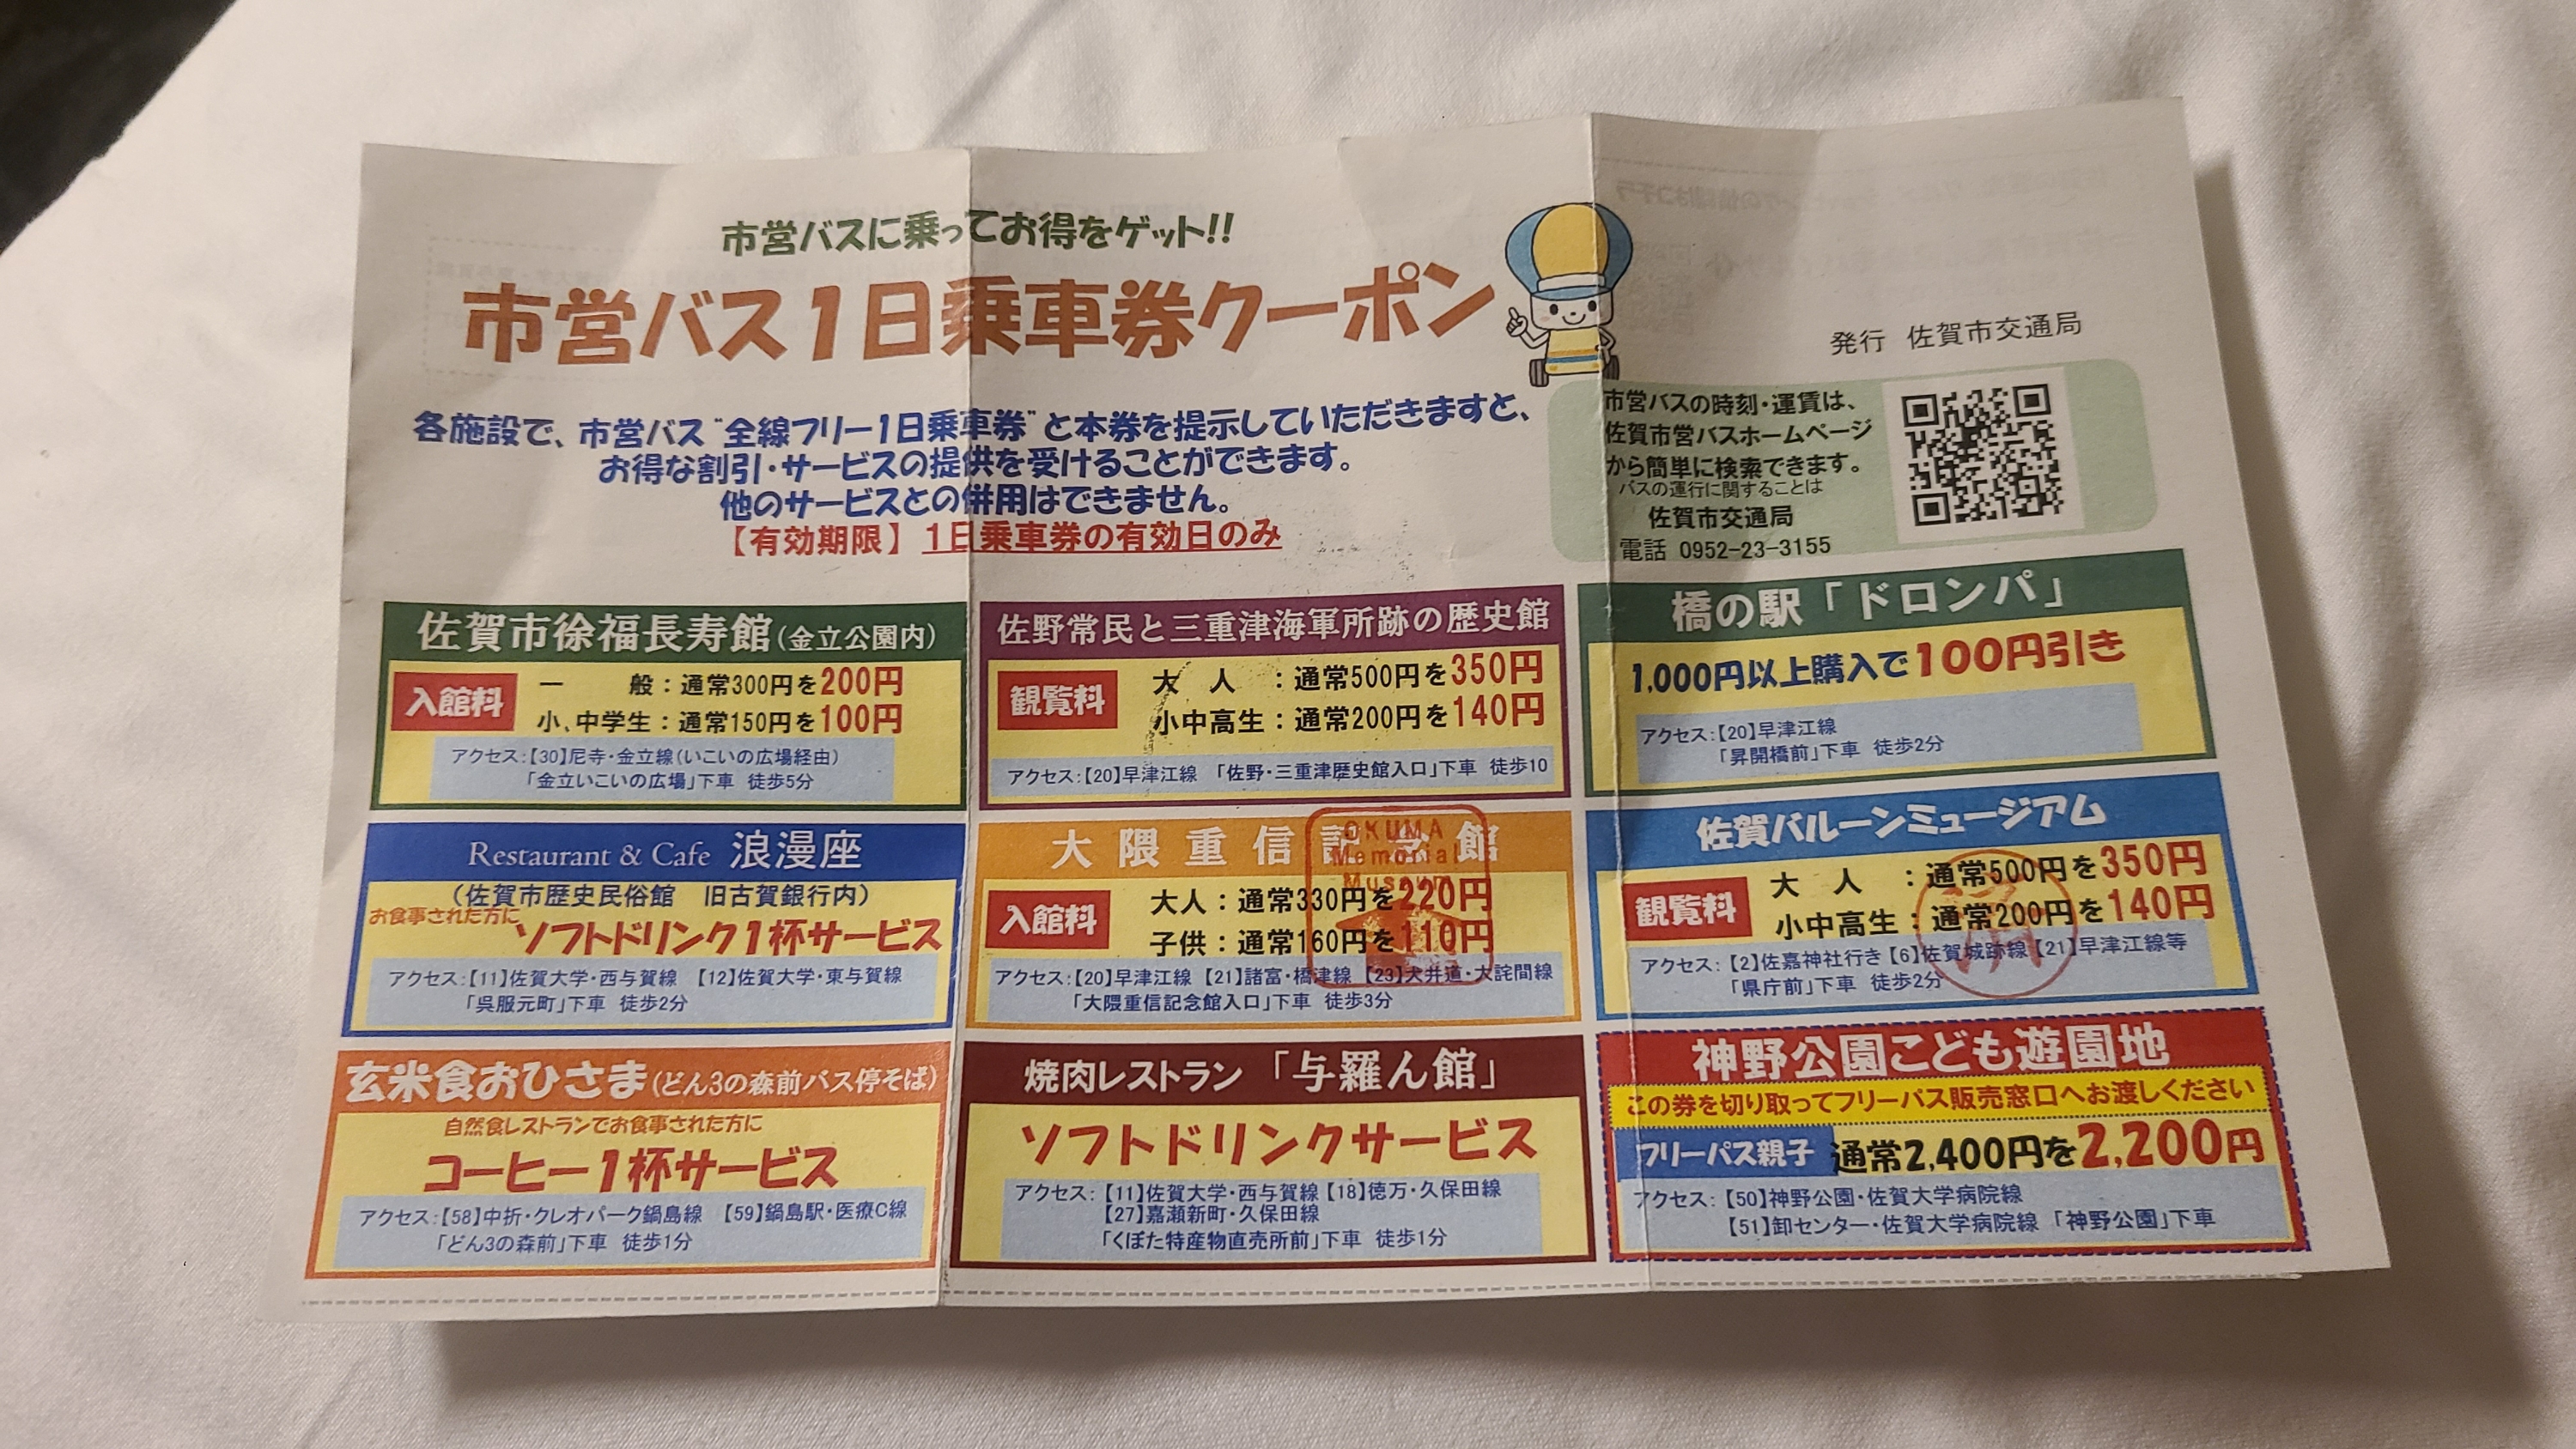 市営バスに乗ってお得をゲット!!
市営バス1日乗車券クーポン
各施設で、市営バス“全線フリー1日乗車券”と本券を提示していただきますと、
お得な割引・サービスの提供を受けることができます。
他のサービスとの併用はできません。
【有効期限】1日乗車券の有効日のみ
発行 佐賀市交通局
市営バスの時刻・運賃は、
佐賀市営バスホームページ
から簡単に検索できます。
バスの運行に関することは
佐賀市交通局
電話 0952-23-3155
佐賀市徐福長寿館(金立公園内)
入館料
一 般:通常300円を200円
小、中学生:通常150円を100円
アクセス:【30】尼寺・金立線(いこいの広場経由)
「金立いこいの広場」下車 徒歩5分
佐野常民と三重津海軍所跡の歴史館
観覧料
大 人 :通常500円を350円
小中高生:通常200円を140円
アクセス:【20】早津江線 「佐野・三重津歴史館入口」下車 徒歩10
橋の駅「ドロンパ」
1,000円以上購入で100円引き
アクセス:【20】早津江線
「昇開橋前」下車 徒歩2分
Restaurant & Cafe 浪漫座
(佐賀市歴史民俗館 旧古賀銀行内)
お食事された方に
ソフトドリンク1杯サービス
アクセス:【11】佐賀大学・西与賀線 【12】佐賀大学・東与賀線
「呉服元町」下車 徒歩2分
大隈重信記念館
OKUMA
Memorial
Museum
入館料
大人:通常330円を220円
子供:通常160円を110円
アクセス:【20】早津江線 【21】諸富・橋津線 【23】犬井道・大詫間線
「大隈重信記念館入口」下車 徒歩3分
佐賀バルーンミュージアム
観覧料
大 人 :通常500円を350円
小中高生:通常200円を140円
済
アクセス:【2】佐嘉神社行き【6】佐賀城跡線【21】早津江線等
「県庁前」下車 徒歩2分
玄米食おひさま(どん3の森前バス停そば)
自然食レストランでお食事された方に
コーヒー1杯サービス
アクセス:【58】中折・クレオパーク鍋島線 【59】鍋島駅・医療C線
「どん3の森前」下車 徒歩1分
焼肉レストラン「与羅ん館」
ソフトドリンクサービス
アクセス:【11】佐賀大学・西与賀線【18】徳万・久保田線
【27】嘉瀬新町・久保田線
「くぼた特産物直売所前」下車 徒歩1分
神野公園こども遊園地
この券を切り取ってフリーパス販売窓口へお渡しください
フリーパス親子 通常2,400円を2,200円
アクセス:【50】神野公園・佐賀大学病院線
【51】卸センター・佐賀大学病院線 「神野公園」下車